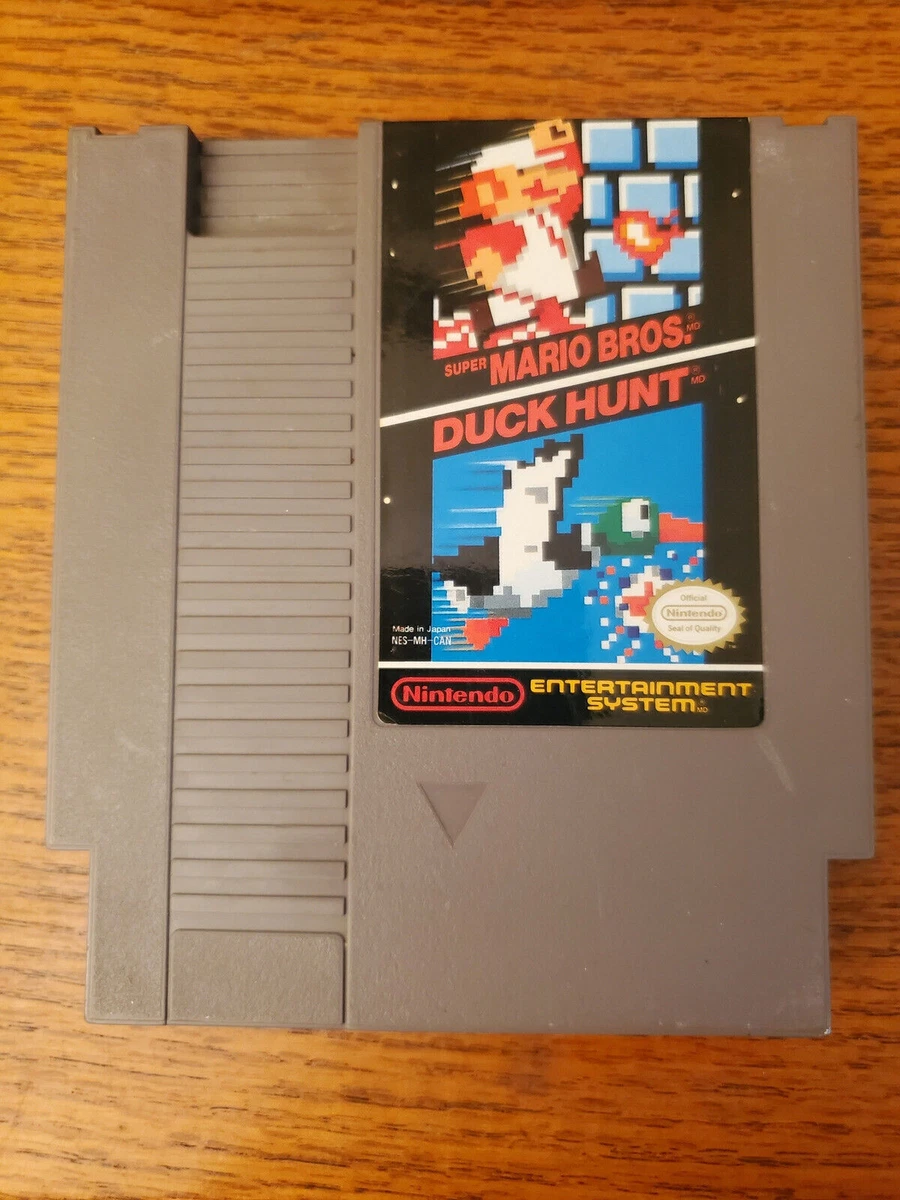 SUPER MARIO BROS.® MD
DUCK HUNT® MD
Made in Japan
NES-MH-CAN
Official
Nintendo®
Seal of Quality
Nintendo®
ENTERTAINMENT
SYSTEM MD